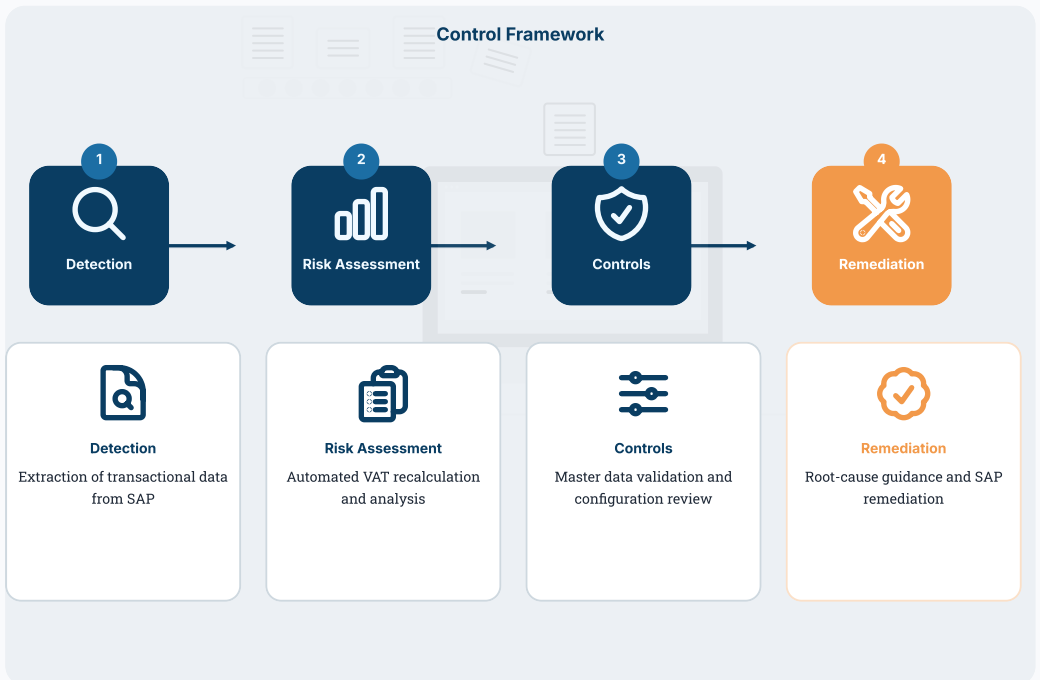 Control Framework
1
2
3
4
Detection
Risk Assessment
Controls
Remediation
Detection
Extraction of transactional data
from SAP
Risk Assessment
Automated VAT recalculation
and analysis
Controls
Master data validation and
configuration review
Remediation
Root-cause guidance and SAP
remediation